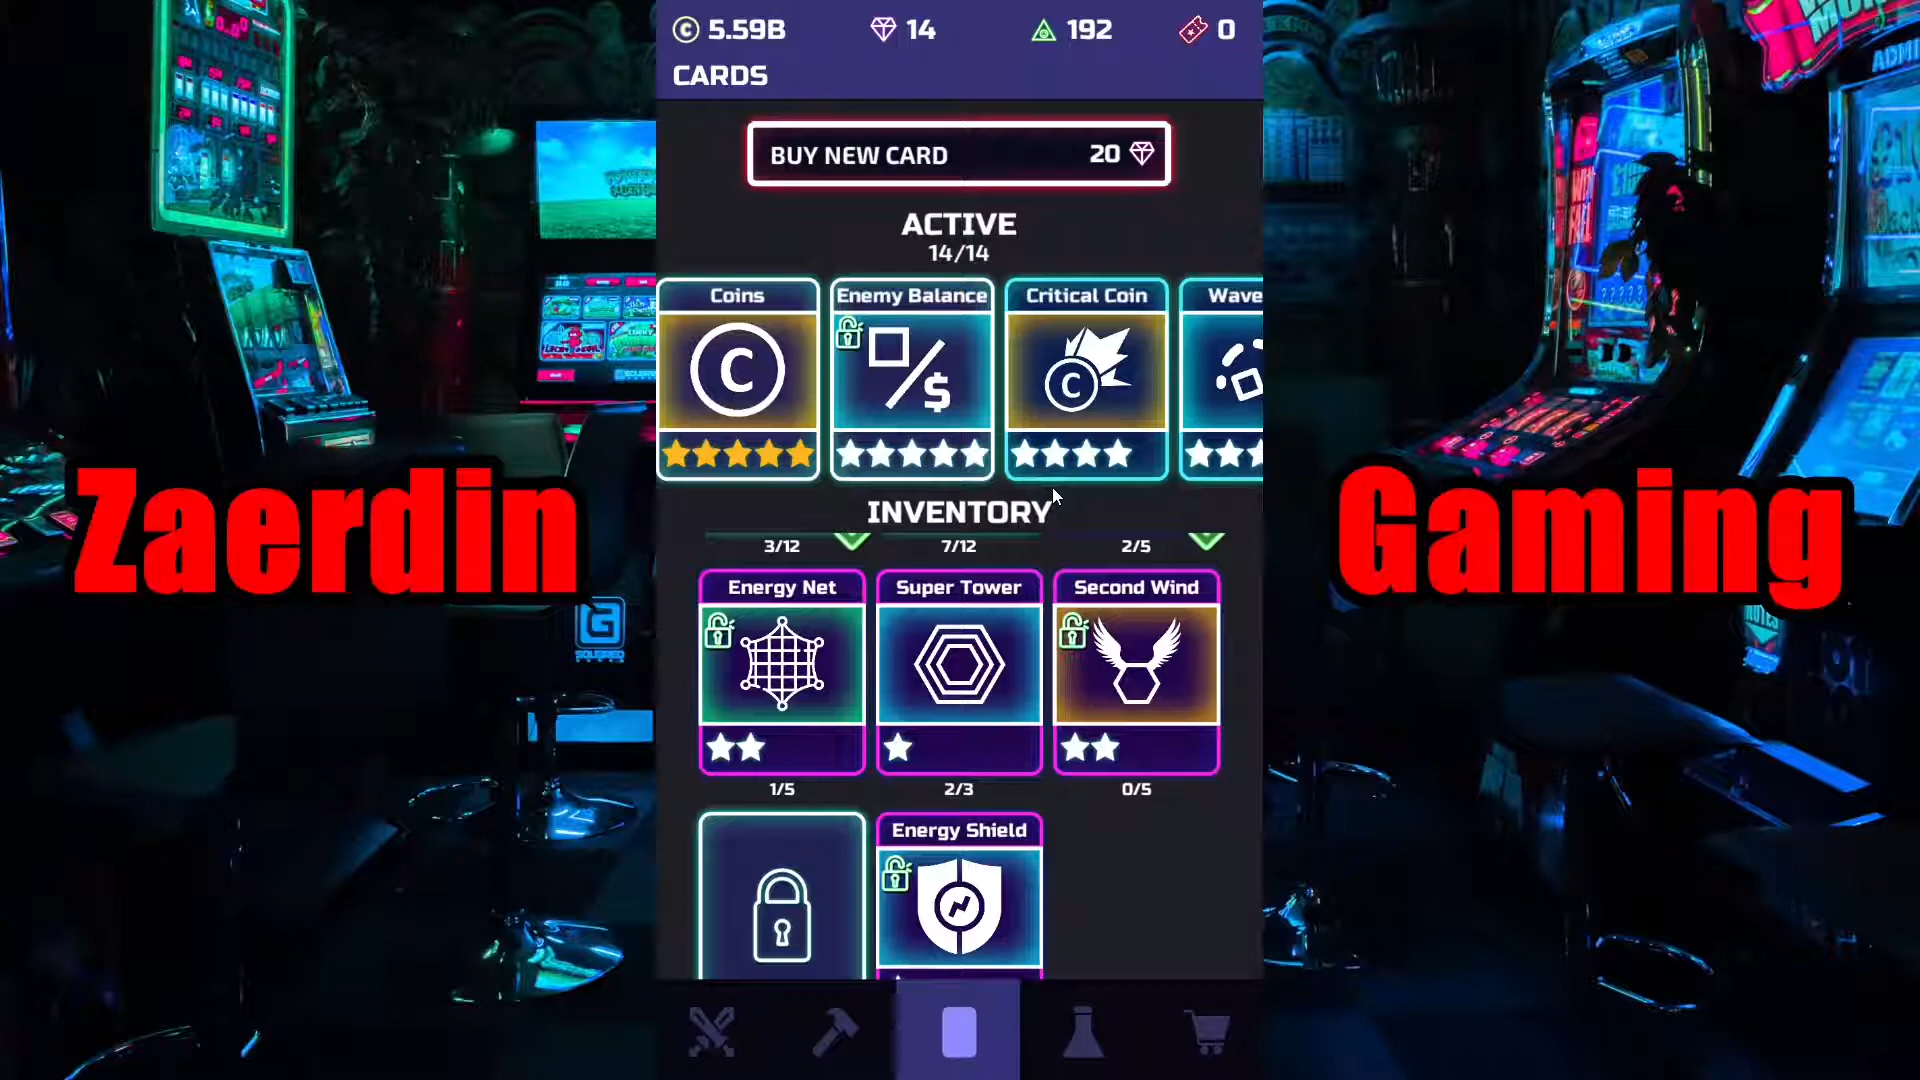 5.59B 14 192 0
CARDS
BUY NEW CARD 20
ACTIVE
14/14
Coins Enemy Balance Critical Coin Wave
INVENTORY
3/12 7/12 2/5
Energy Net Super Tower Second Wind
1/5 2/3 0/5
Energy Shield
Zaerdin Gaming